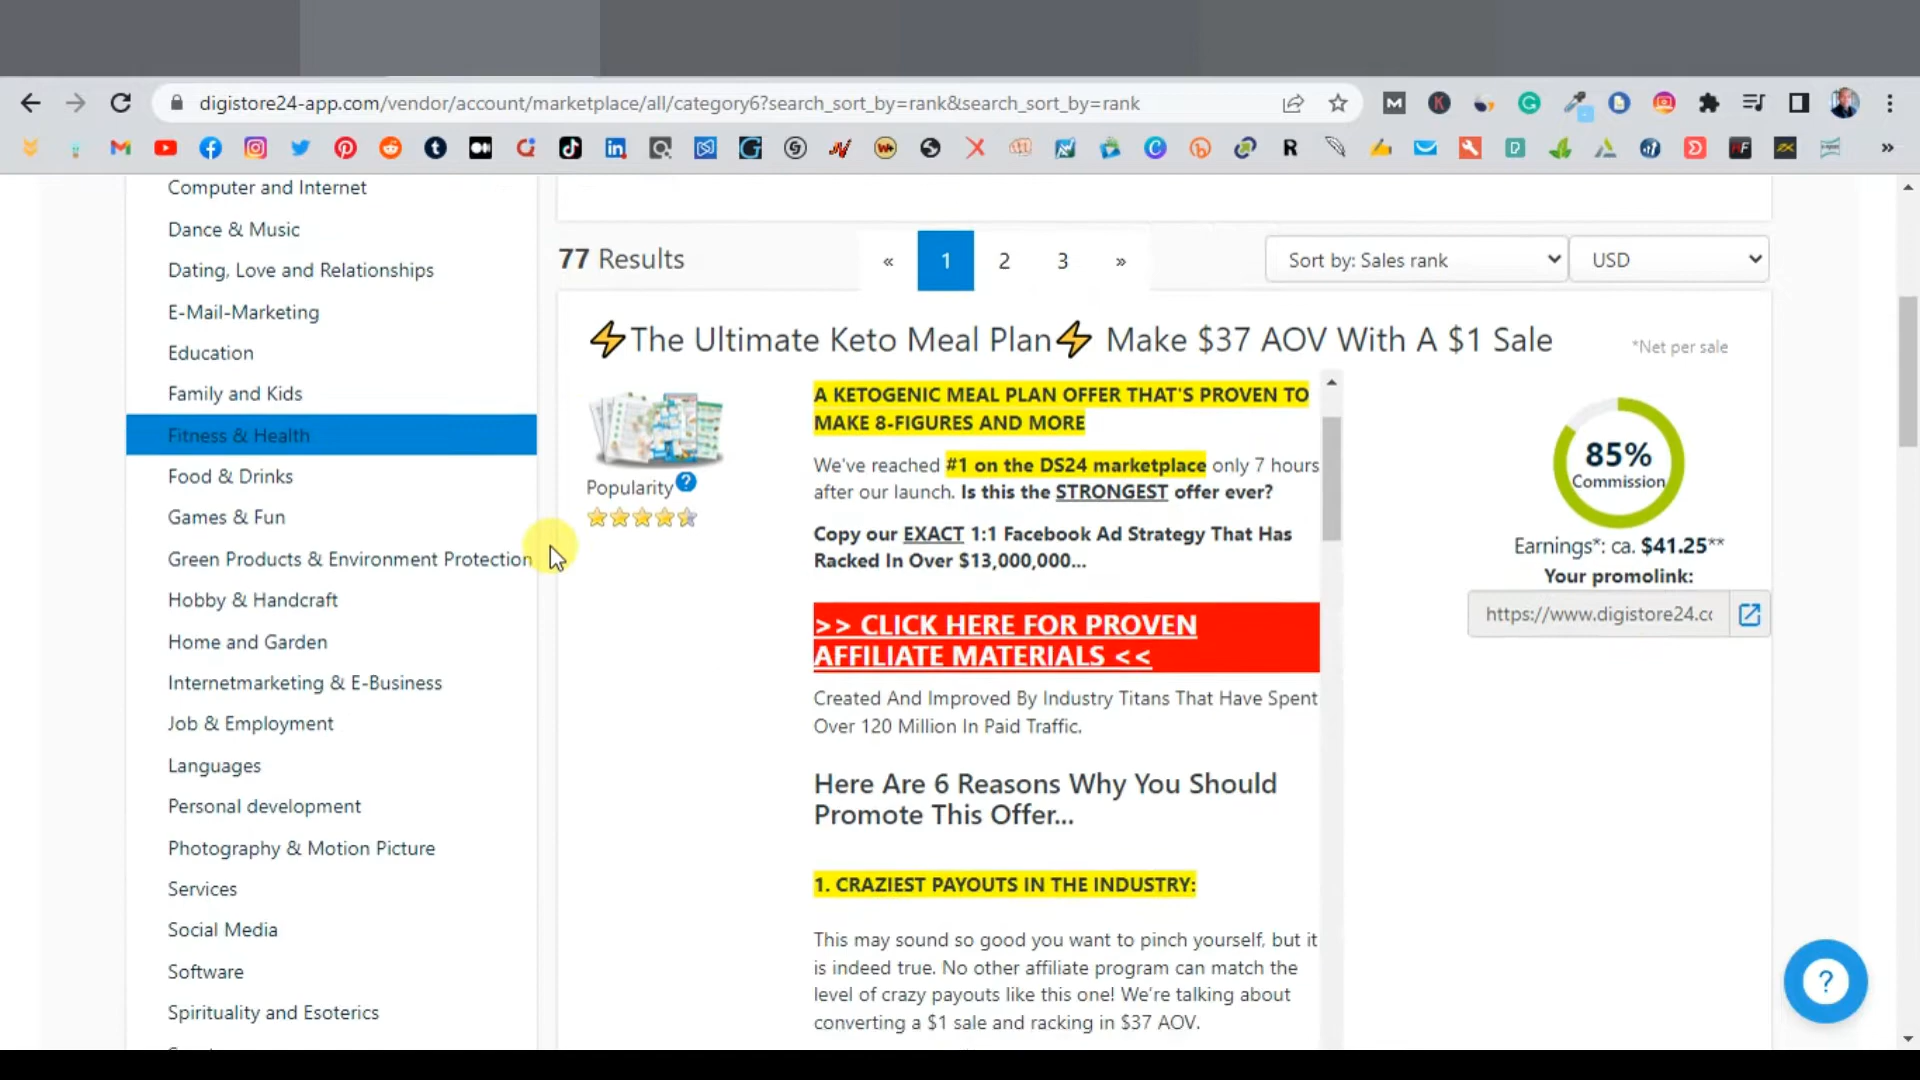 digistore24-app.com/vendor/account/marketplace/all/category6?search_sort_by=rank&search_sort_by=rank
Computer and Internet
Dance & Music
Dating, Love and Relationships
E-Mail-Marketing
Education
Family and Kids
Fitness & Health
Food & Drinks
Games & Fun
Green Products & Environment Protection
Hobby & Handcraft
Home and Garden
Internetmarketing & E-Business
Job & Employment
Languages
Personal development
Photography & Motion Picture
Services
Social Media
Software
Spirituality and Esoterics
77 Results
« 1 2 3 »
Sort by: Sales rank
USD
⚡The Ultimate Keto Meal Plan⚡ Make $37 AOV With A $1 Sale
*Net per sale
Popularity ?
A KETOGENIC MEAL PLAN OFFER THAT'S PROVEN TO
MAKE 8-FIGURES AND MORE
We've reached #1 on the DS24 marketplace only 7 hours
after our launch. Is this the STRONGEST offer ever?
Copy our EXACT 1:1 Facebook Ad Strategy That Has
Racked In Over $13,000,000...
>> CLICK HERE FOR PROVEN
AFFILIATE MATERIALS <<
Created And Improved By Industry Titans That Have Spent
Over 120 Million In Paid Traffic.
Here Are 6 Reasons Why You Should
Promote This Offer...
1. CRAZIEST PAYOUTS IN THE INDUSTRY:
This may sound so good you want to pinch yourself, but it
is indeed true. No other affiliate program can match the
level of crazy payouts like this one! We're talking about
converting a $1 sale and racking in $37 AOV.
85%
Commission
Earnings*: ca. $41.25**
Your promolink:
https://www.digistore24.cc
?